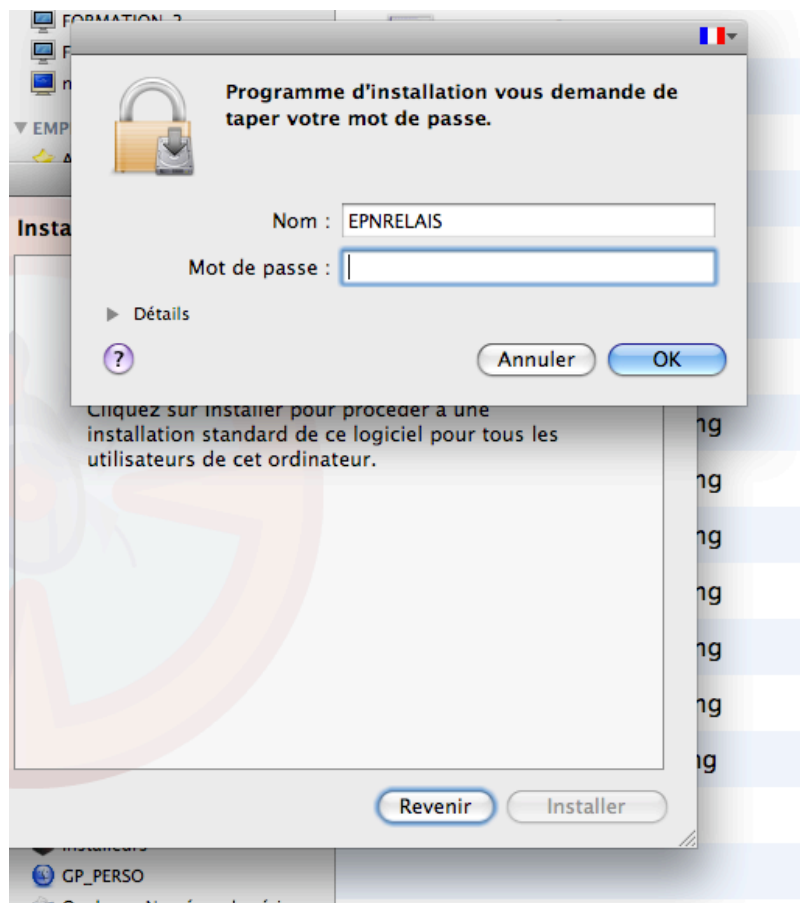 FORMATION_2
F
n
EMP
A
Programme d'installation vous demande de
taper votre mot de passe.
Nom :
EPNRELAIS
Mot de passe :
Détails
?
Annuler
OK
Insta
Cliquez sur Installer pour procéder à une
installation standard de ce logiciel pour tous les
utilisateurs de cet ordinateur.
ng
ng
ng
ng
ng
ng
ng
Revenir
Installer
Installeurs
GP_PERSO